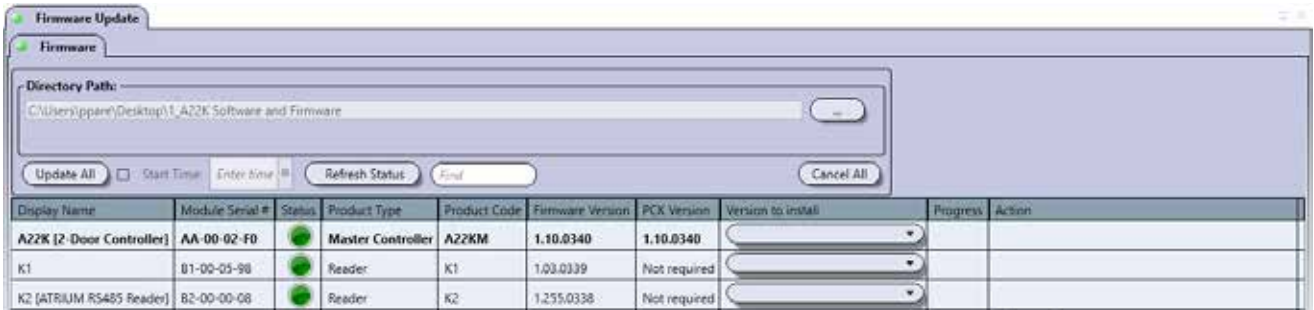 Firmware Update
Firmware
Directory Path:
C:\Users\ppare\Desktop\1_A22K Software and Firmware
...
Update All Start Time: Enter time Refresh Status Find Cancel All
Display Name Module Serial # Status Product Type Product Code Firmware Version PCK Version Version to install Progress Action
A22K [2-Door Controller] AA-00-02-F0 Master Controller A22KM 1.10.0340 1.10.0340
K1 B1-00-05-98 Reader K1 1.03.0339 Not required
K2 [ATRIUM RS485 Reader] B2-00-00-08 Reader K2 1.255.0338 Not required